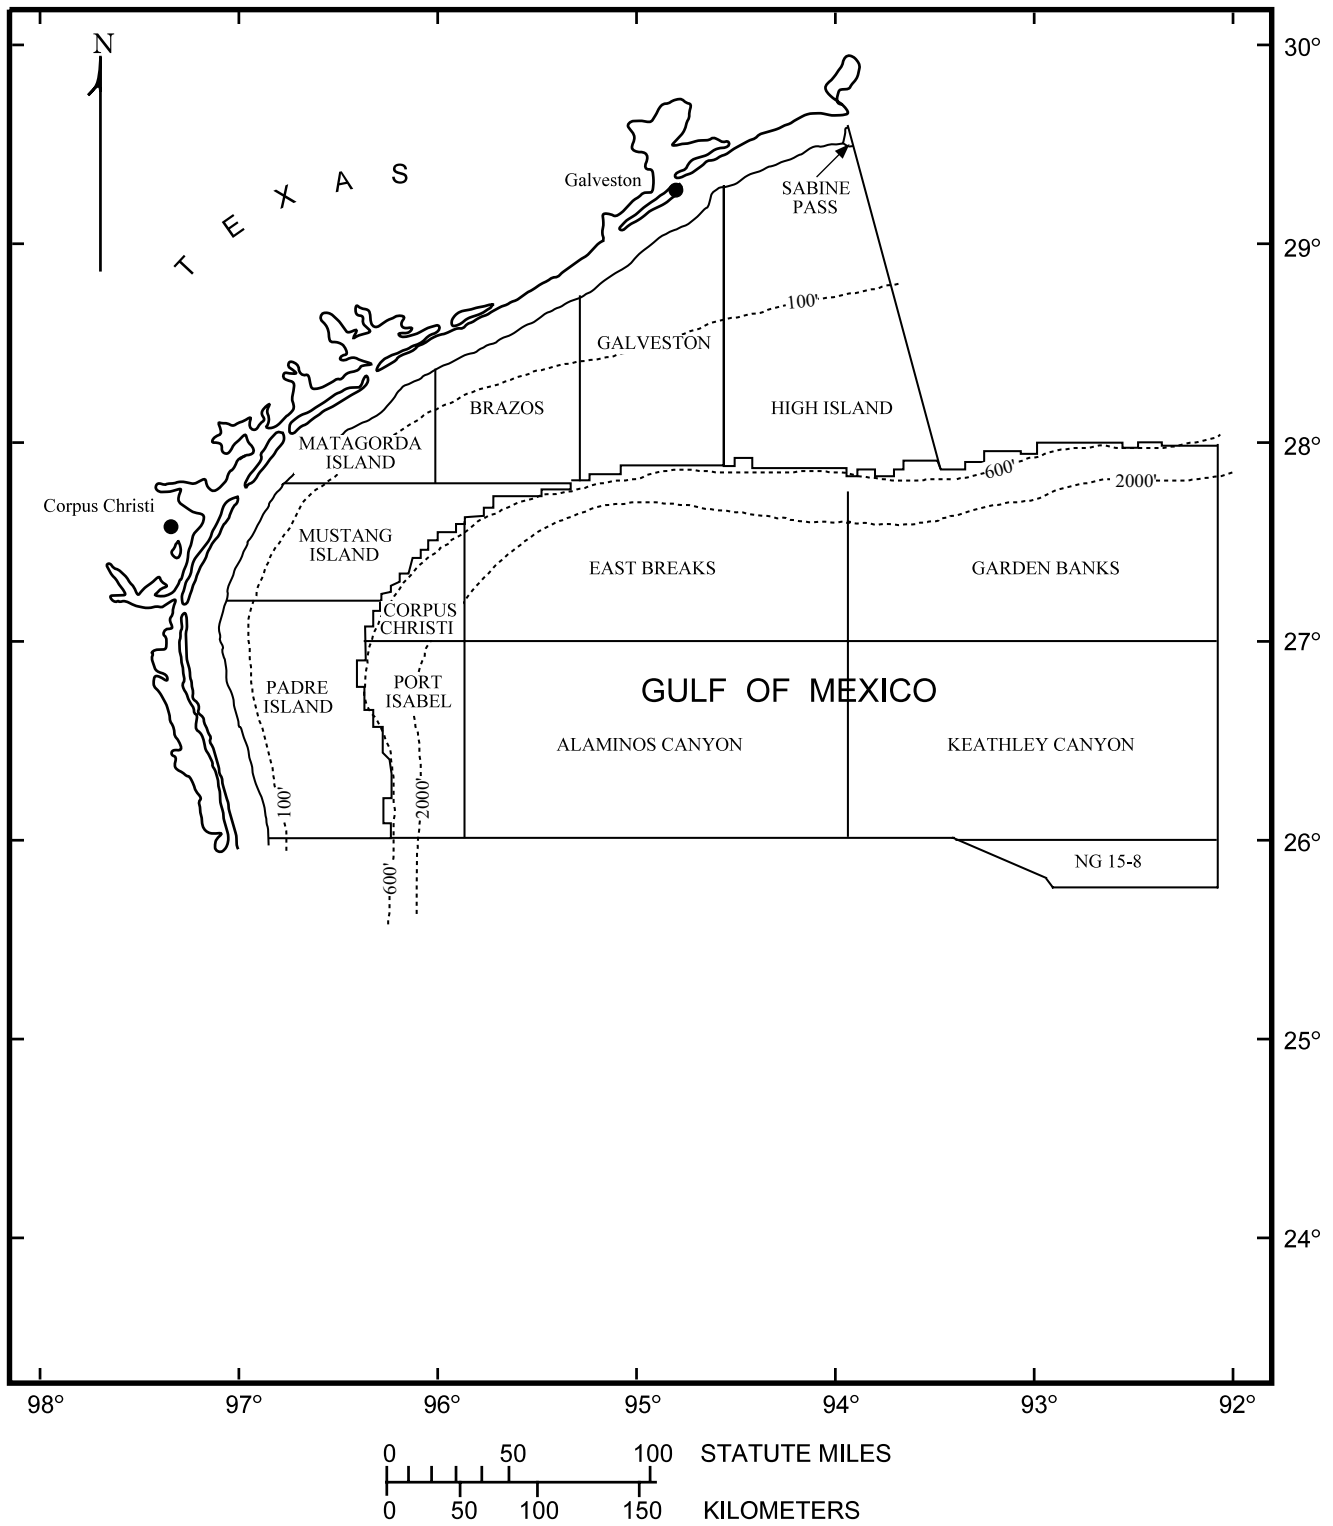 N
30°
TEXAS
Galveston
SABINE
PASS
29°
100'
GALVESTON
BRAZOS
HIGH ISLAND
MATAGORDA
ISLAND
28°
600'
2000'
Corpus Christi
MUSTANG
ISLAND
EAST BREAKS
GARDEN BANKS
CORPUS
CHRISTI
27°
PADRE
ISLAND
PORT
ISABEL
GULF OF MEXICO
ALAMINOS CANYON
KEATHLEY CANYON
100'
2000'
26°
600'
NG 15-8
25°
24°
98° 97° 96° 95° 94° 93° 92°
0 50 100 STATUTE MILES
0 50 100 150 KILOMETERS